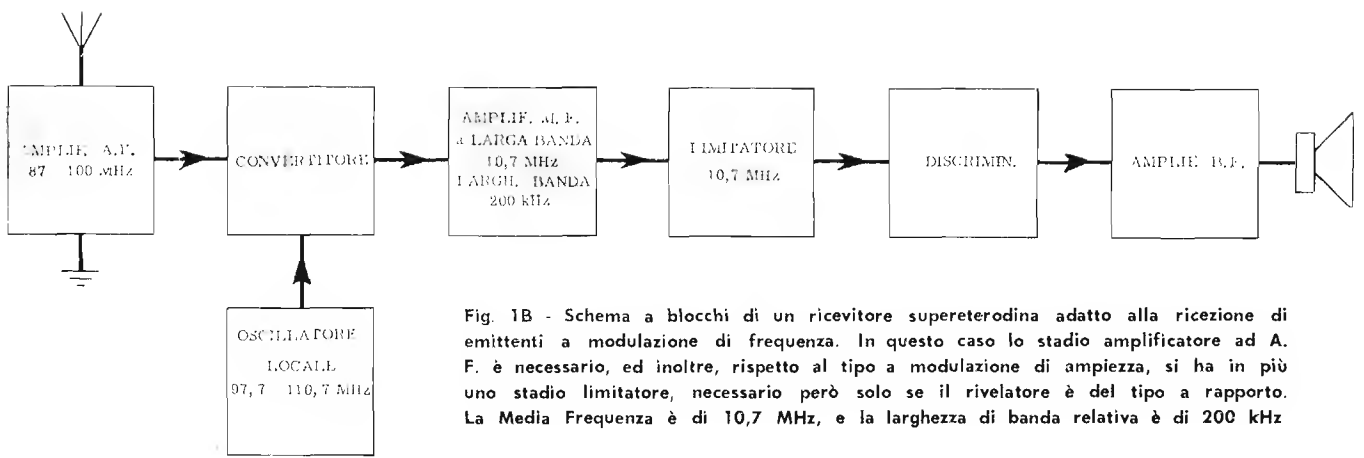 AMPLIF. A.F.
87 100 MHz
CONVERTITORE
AMPLIF. M. F.
a LARGA BANDA
10,7 MHz
LARGH. BANDA
200 kHz
LIMITATORE
10,7 MHz
DISCRIMIN.
AMPLIF B.F.
OSCILLATORE
LOCALE
97,7 110,7 MHz
Fig. 1B - Schema a blocchi di un ricevitore supereterodina adatto alla ricezione di
emittenti a modulazione di frequenza. In questo caso lo stadio amplificatore ad A.
F. è necessario, ed inoltre, rispetto al tipo a modulazione di ampiezza, si ha in più
uno stadio limitatore, necessario però solo se il rivelatore è del tipo a rapporto.
La Media Frequenza è di 10,7 MHz, e la larghezza di banda relativa è di 200 kHz